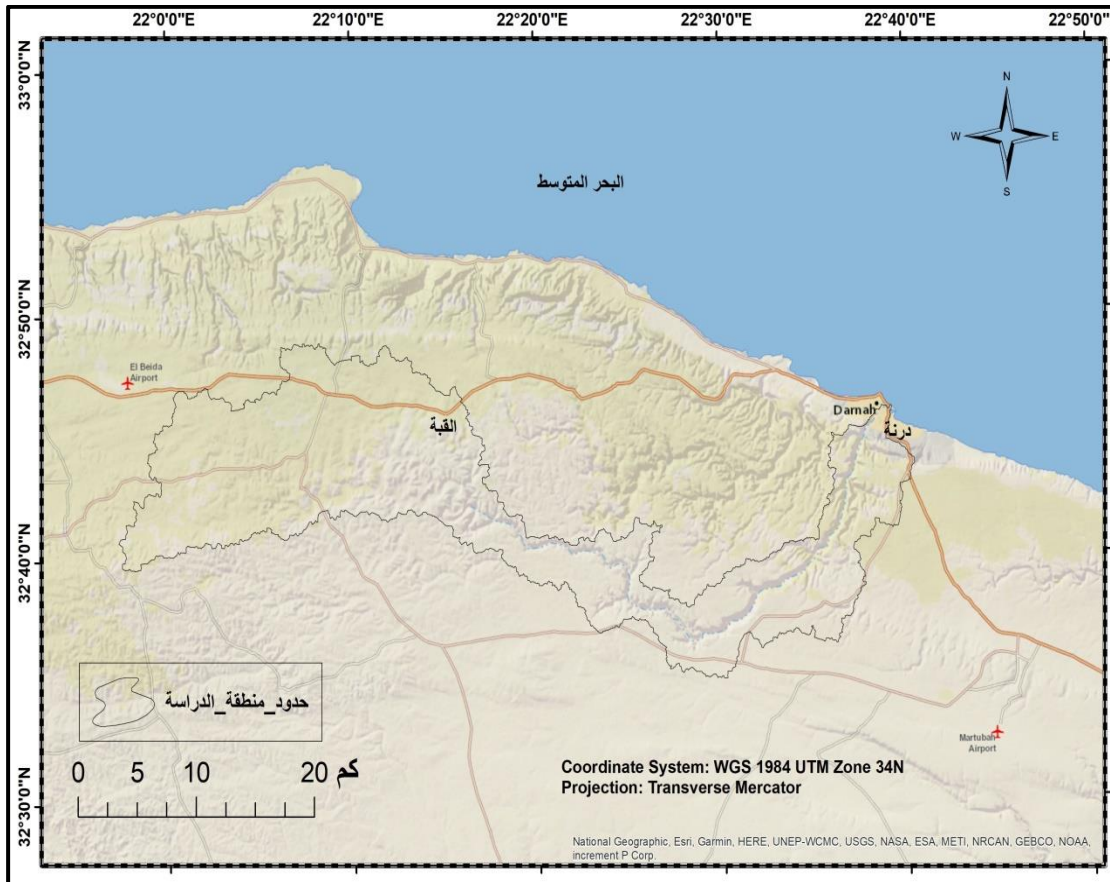 22°0'0"E 22°10'0"E 22°20'0"E 22°30'0"E 22°40'0"E 22°50'0"E
33°0'0"N
32°50'0"N
32°40'0"N
32°30'0"N
N
W E
S
البحر المتوسط
El Beida
Airport
القبة
Darnah
درنة
Martubah
Airport
حدود_منطقة_الدراسة
0 5 10 20 كم
Coordinate System: WGS 1984 UTM Zone 34N
Projection: Transverse Mercator
National Geographic, Esri, Garmin, HERE, UNEP-WCMC, USGS, NASA, ESA, METI, NRCAN, GEBCO, NOAA,
increment P Corp.